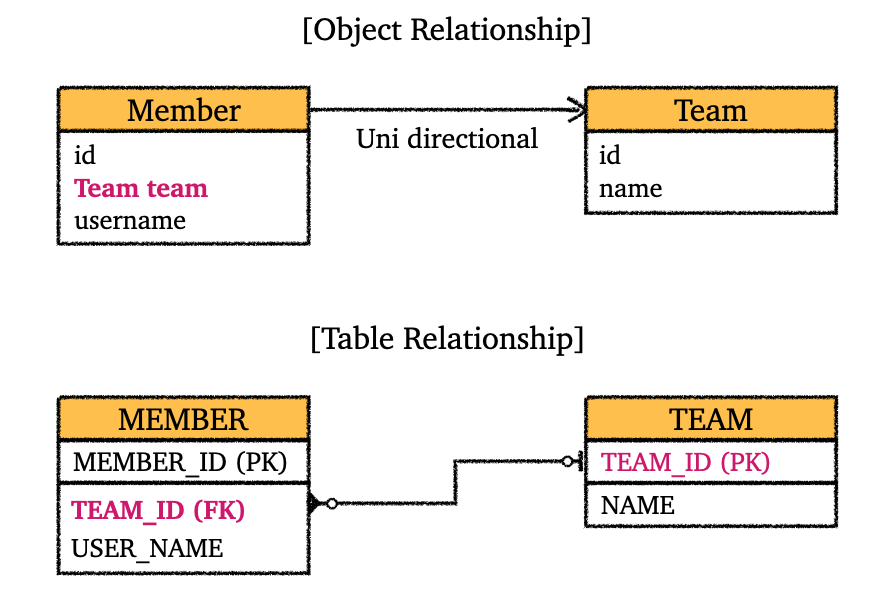 [Object Relationship]
Member
id
Team team
username
Uni directional
Team
id
name
[Table Relationship]
MEMBER
MEMBER_ID (PK)
TEAM_ID (FK)
USER_NAME
TEAM
TEAM_ID (PK)
NAME